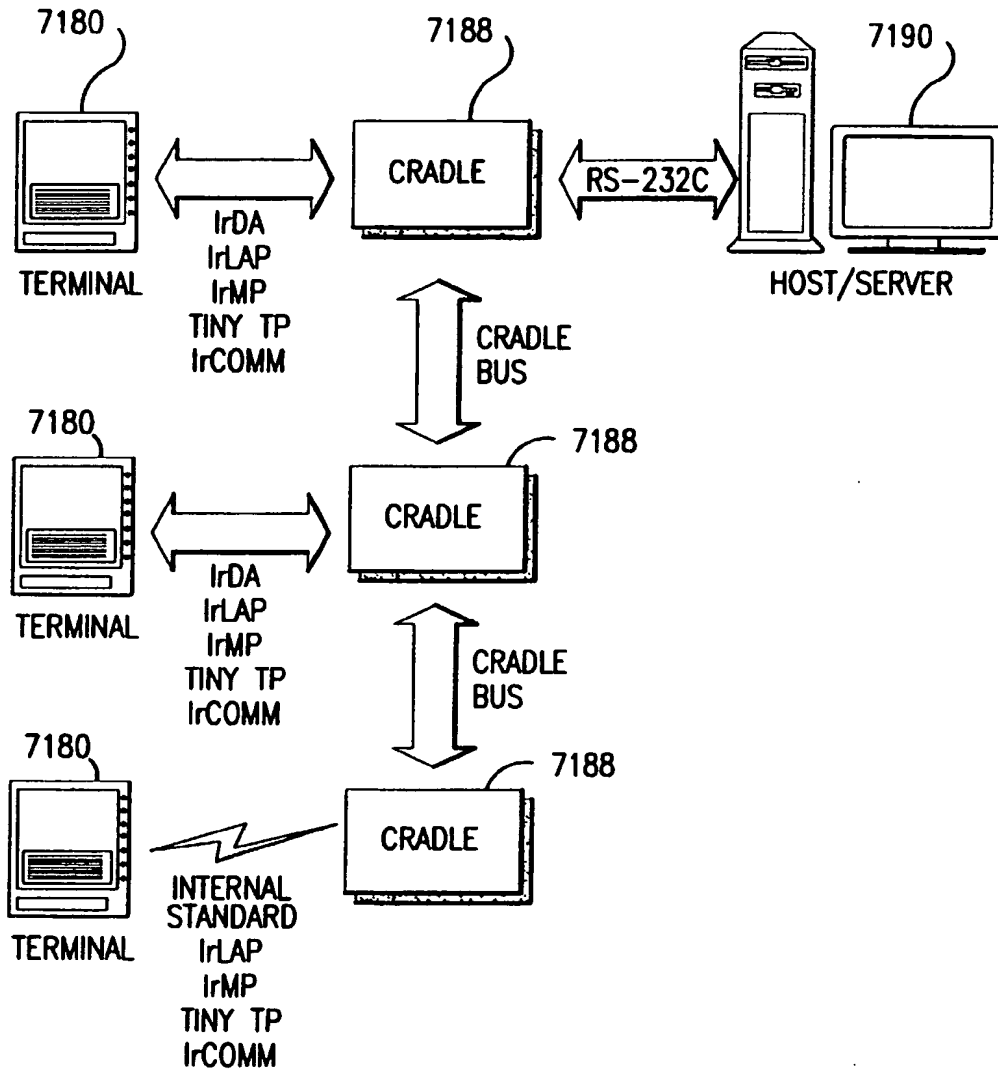 7180
7188
7190
CRADLE
RS-232C
TERMINAL
IrDA
IrLAP
IrMP
TINY TP
IrCOMM
HOST/SERVER
CRADLE
BUS
7180
7188
CRADLE
TERMINAL
IrDA
IrLAP
IrMP
TINY TP
IrCOMM
CRADLE
BUS
7180
7188
CRADLE
TERMINAL
INTERNAL
STANDARD
IrLAP
IrMP
TINY TP
IrCOMM